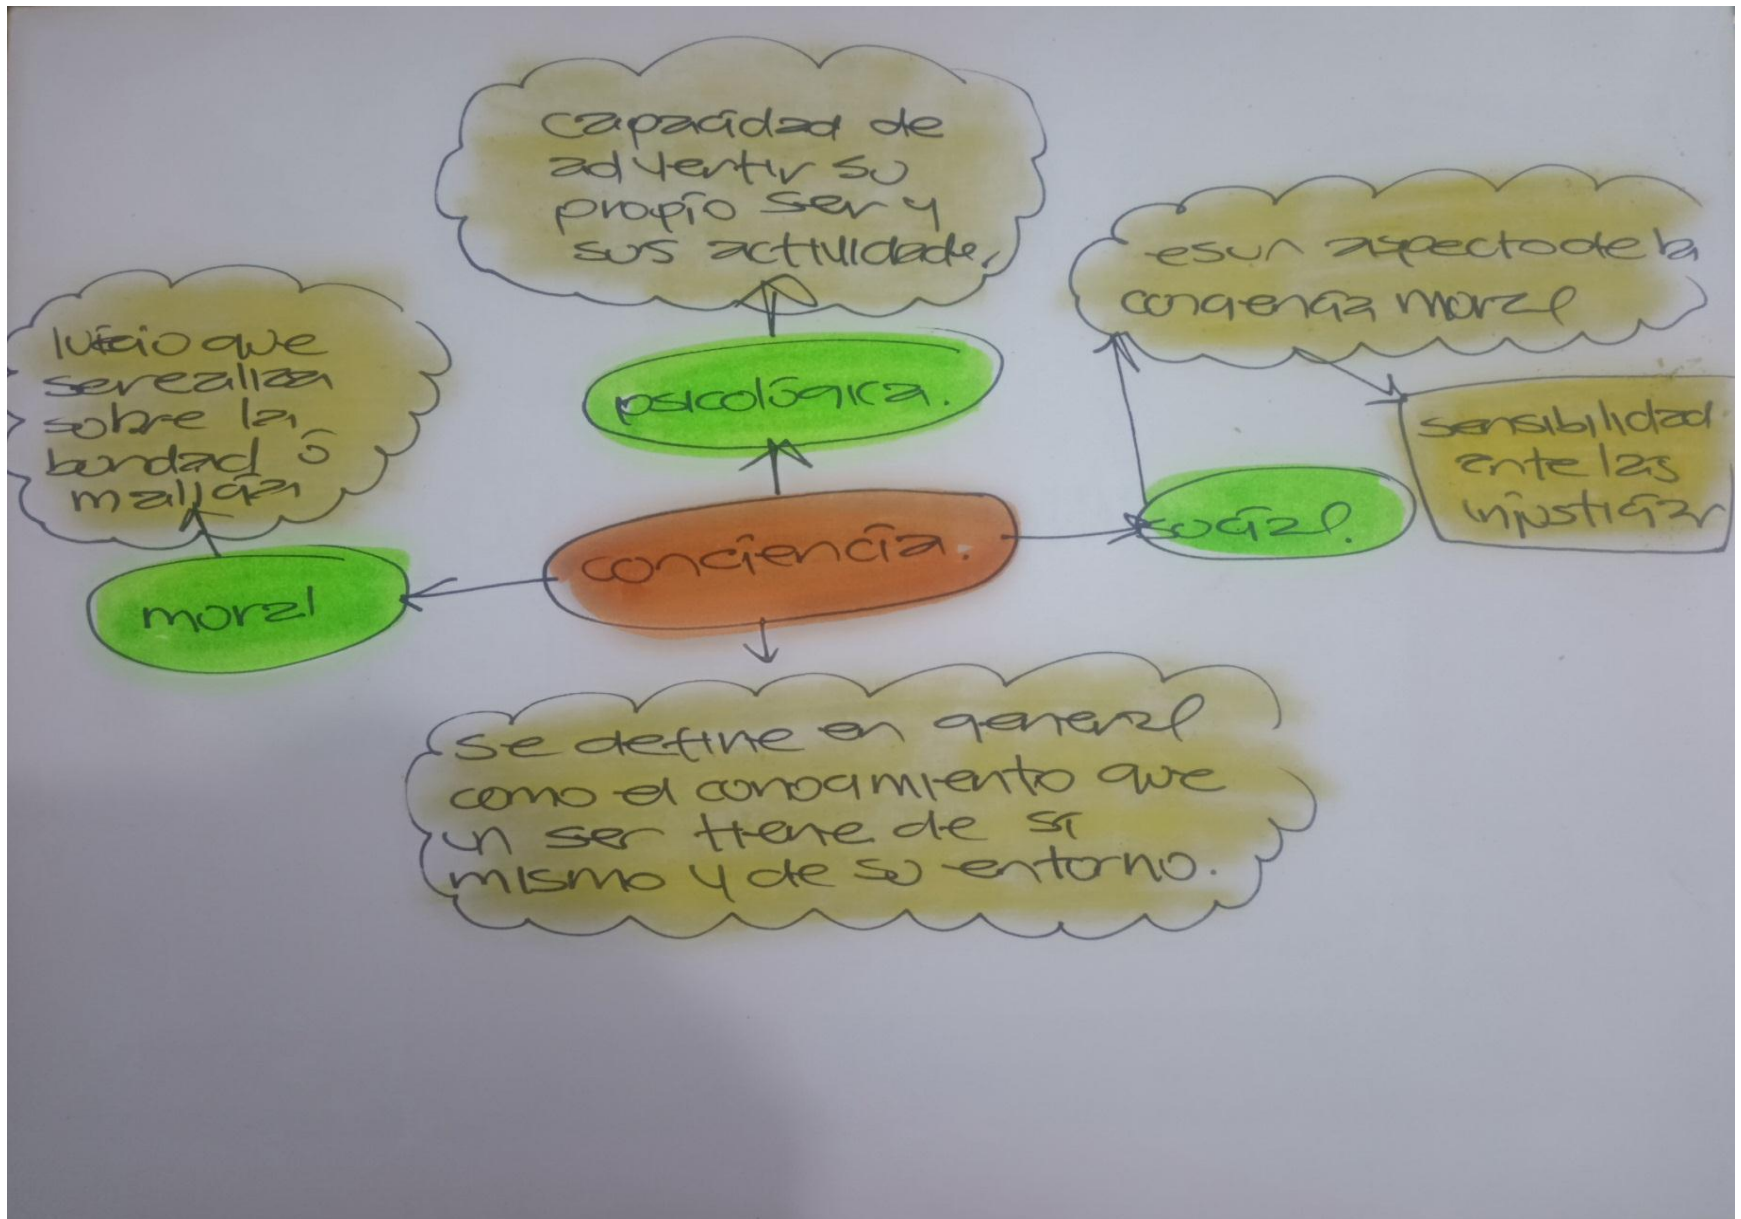 capacidad de
advertir su
propio ser y
sus actividade,
es un aspecto de la
conciencia moral
juicio que
se realiza
sobre la
bondad ó
malicia
psicológica.
sensibilidad
ante las
injusticias
social.
conciencia.
moral
se define en general
como el conocimiento que
un ser tiene de sí
mismo y de su entorno.